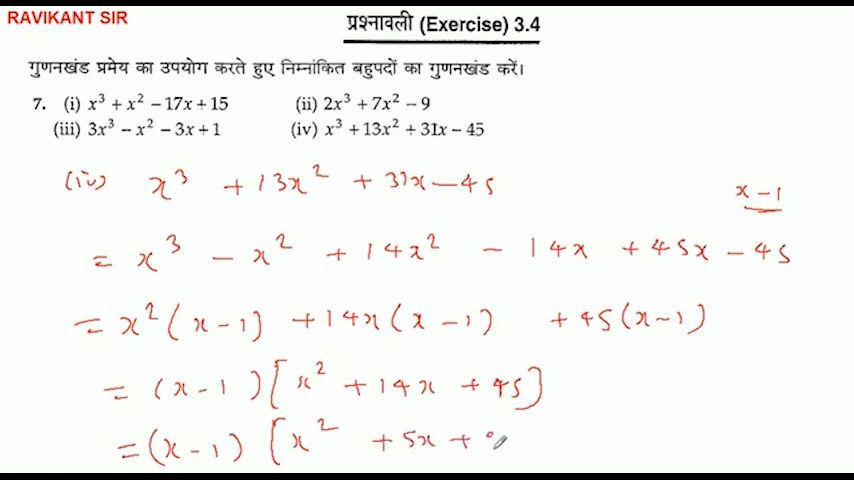 RAVIKANT SIR
प्रश्नावली (Exercise) 3.4
गुणनखंड प्रमेय का उपयोग करते हुए निम्नांकित बहुपदों का गुणनखंड करें।
7. (i) x³ + x² − 17x + 15 (ii) 2x³ + 7x² − 9
(iii) 3x³ − x² − 3x + 1 (iv) x³ + 13x² + 31x − 45
(iv) x³ + 13x² + 31x − 45
x − 1
= x³ − x² + 14x² − 14x + 45x − 45
= x²(x − 1) + 14x(x − 1) + 45(x − 1)
= (x − 1)[x² + 14x + 45]
= (x − 1) [x² + 5x +